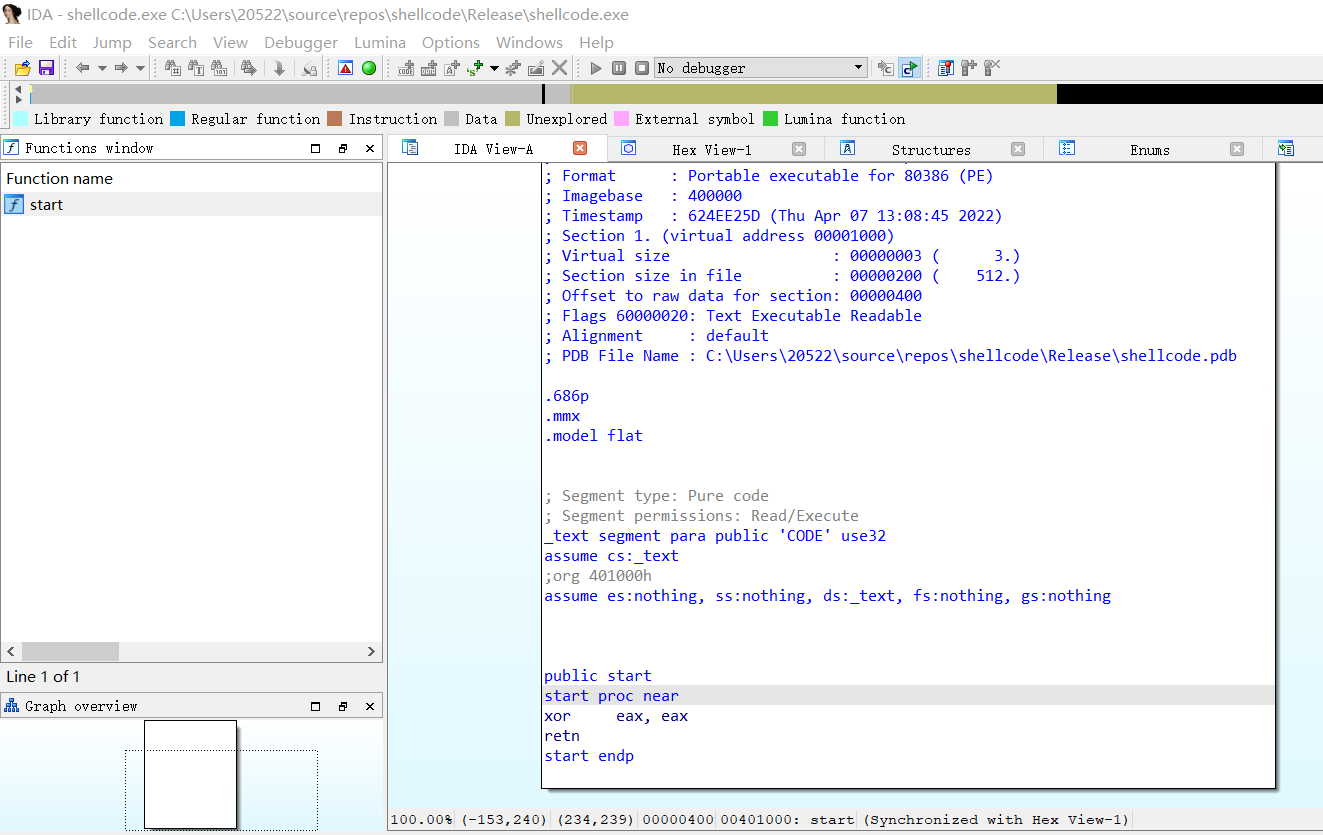 IDA - shellcode.exe C:\Users\20522\source\repos\shellcode\Release\shellcode.exe
File Edit Jump Search View Debugger Lumina Options Windows Help
No debugger
Library function Regular function Instruction Data Unexplored External symbol Lumina function
Functions window
IDA View-A Hex View-1 Structures Enums
Function name
start
; Format      : Portable executable for 80386 (PE)
; Imagebase   : 400000
; Timestamp   : 624EE25D (Thu Apr 07 13:08:45 2022)
; Section 1. (virtual address 00001000)
; Virtual size                  : 00000003 (      3.)
; Section size in file          : 00000200 (    512.)
; Offset to raw data for section: 00000400
; Flags 60000020: Text Executable Readable
; Alignment     : default
; PDB File Name : C:\Users\20522\source\repos\shellcode\Release\shellcode.pdb
.686p
.mmx
.model flat
; Segment type: Pure code
; Segment permissions: Read/Execute
_text segment para public 'CODE' use32
assume cs:_text
;org 401000h
assume es:nothing, ss:nothing, ds:_text, fs:nothing, gs:nothing
public start
start proc near
xor     eax, eax
retn
start endp
Line 1 of 1
Graph overview
100.00% (-153,240) (234,239) 00000400 00401000: start (Synchronized with Hex View-1)